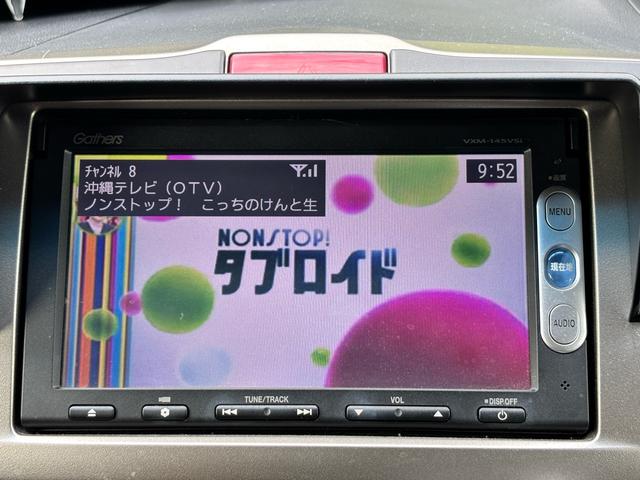 Gathers
VXM-145VSi
チャンネル 8
9:52
沖縄テレビ（OTV）
ノンストップ！ こっちのけんと生
NONSTOP!
タブロイド
MENU
現在地
AUDIO
TUNE/TRACK
VOL
DISP.OFF